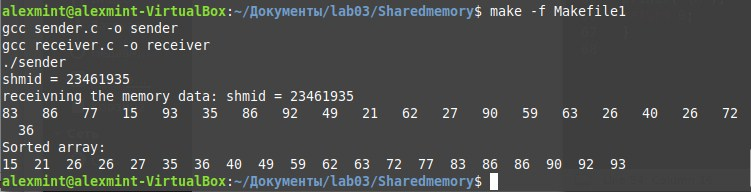 alexmint@alexmint-VirtualBox:~/Документы/lab03/Sharedmemory$ make -f Makefile1
gcc sender.c -o sender
gcc receiver.c -o receiver
./sender
shmid = 23461935
receivning the memory data: shmid = 23461935
83 86 77 15 93 35 86 92 49 21 62 27 90 59 63 26 40 26 72
36
Sorted array:
15 21 26 26 27 35 36 40 49 59 62 63 72 77 83 86 86 90 92 93
alexmint@alexmint-VirtualBox:~/Документы/lab03/Sharedmemory$